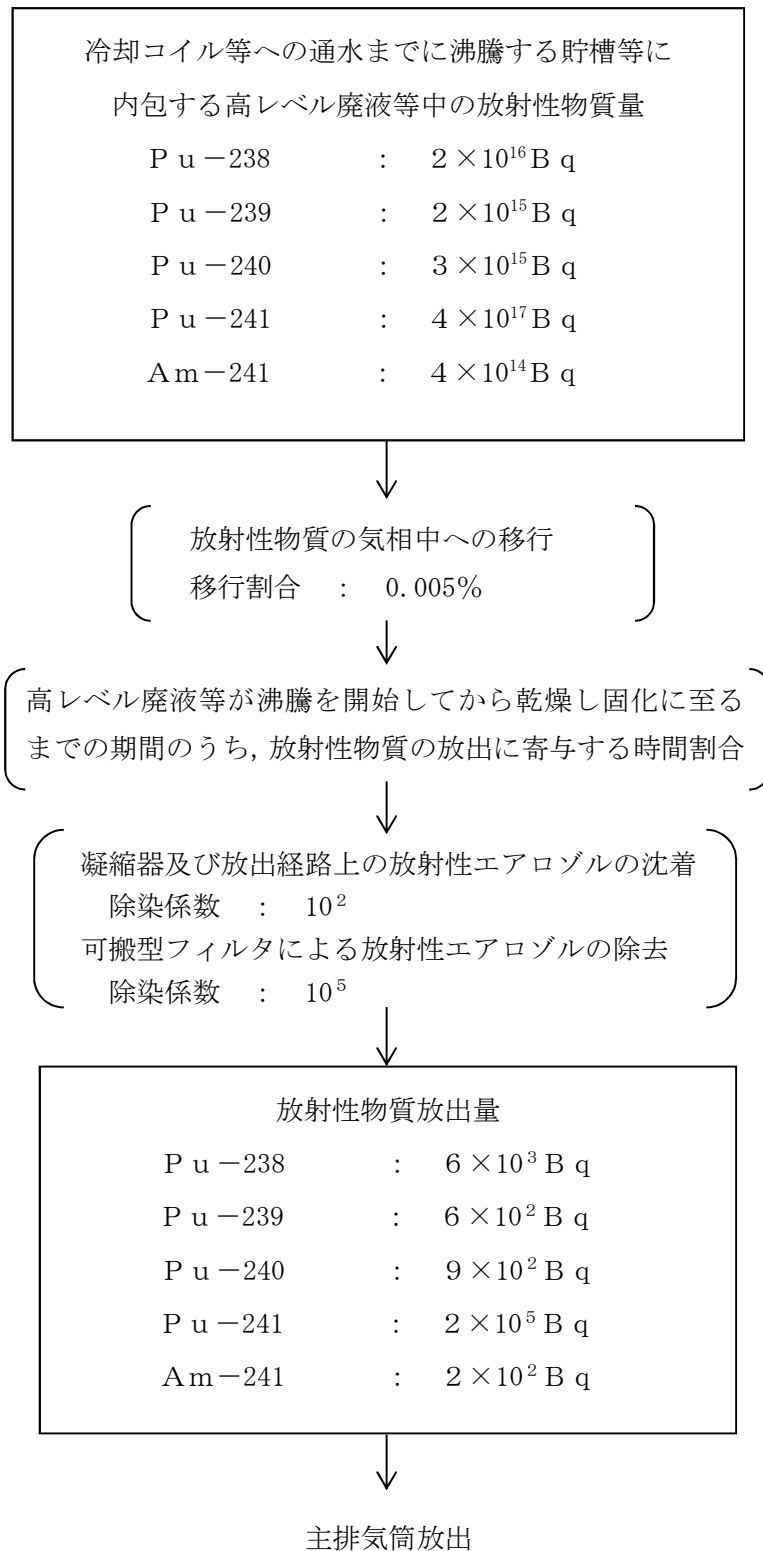 冷却コイル等への通水までに沸騰する貯槽等に
内包する高レベル廃液等中の放射性物質量
Ｐｕ－238 : ２×10¹⁶Ｂｑ
Ｐｕ－239 : ２×10¹⁵Ｂｑ
Ｐｕ－240 : ３×10¹⁵Ｂｑ
Ｐｕ－241 : ４×10¹⁷Ｂｑ
Ａｍ－241 : ４×10¹⁴Ｂｑ
放射性物質の気相中への移行
移行割合 : 0.005％
高レベル廃液等が沸騰を開始してから乾燥し固化に至る
までの期間のうち，放射性物質の放出に寄与する時間割合
凝縮器及び放出経路上の放射性エアロゾルの沈着
除染係数 : 10²
可搬型フィルタによる放射性エアロゾルの除去
除染係数 : 10⁵
放射性物質放出量
Ｐｕ－238 : ６×10³Ｂｑ
Ｐｕ－239 : ６×10²Ｂｑ
Ｐｕ－240 : ９×10²Ｂｑ
Ｐｕ－241 : ２×10⁵Ｂｑ
Ａｍ－241 : ２×10²Ｂｑ
主排気筒放出